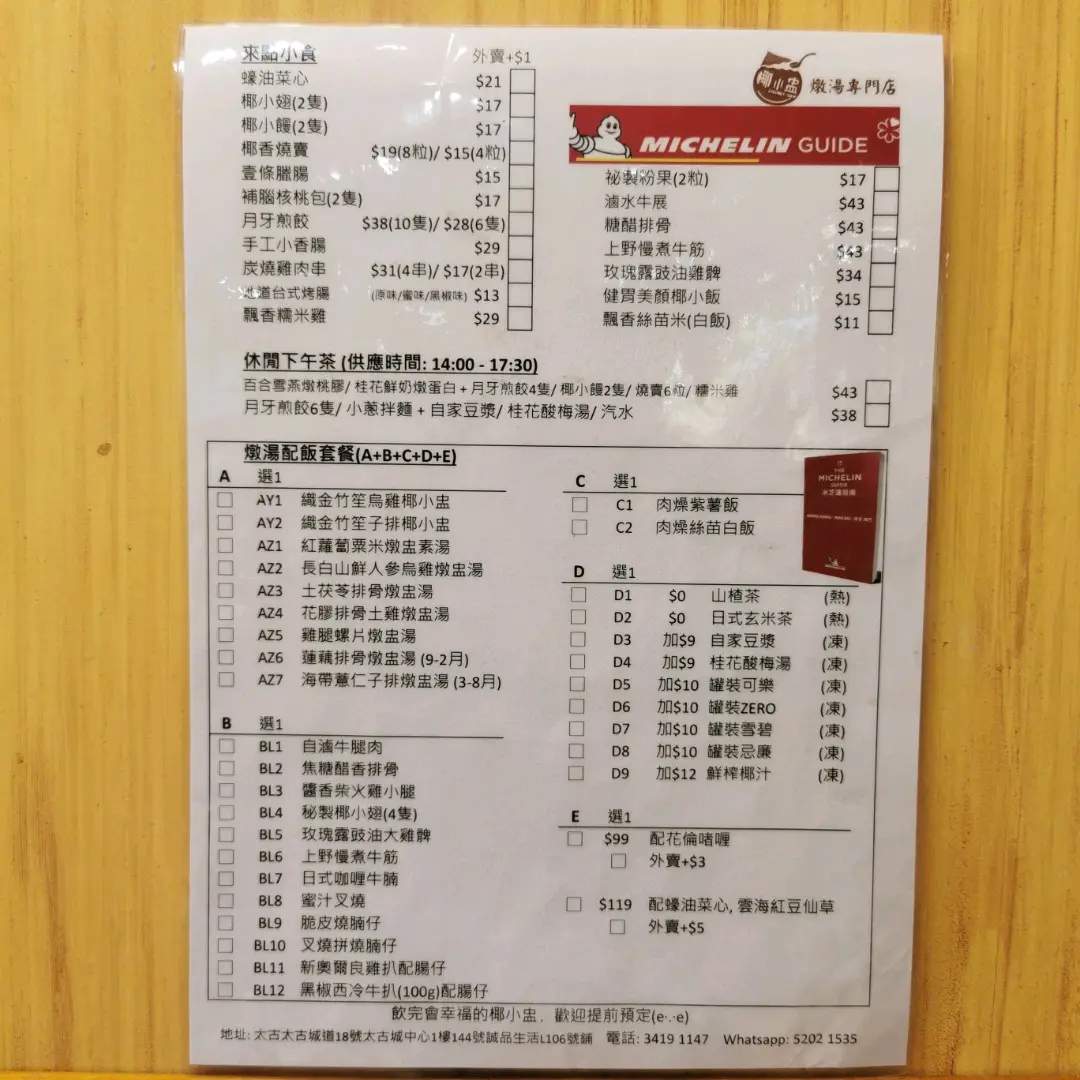 來點小食 外賣+$1
蠔油菜心 $21
椰小翅(2隻) $17
椰小饅(2隻) $17
椰香燒賣 $19(8粒)/ $15(4粒)
壹條臘腸 $15
補腦核桃包(2隻) $17
月牙煎餃 $38(10隻)/ $28(6隻)
手工小香腸 $29
炭燒雞肉串 $31(4串)/ $17(2串)
地道台式烤腸 (原味/蜜味/黑椒味) $13
飄香糯米雞 $29
椰小盅 燉湯專門店
MICHELIN GUIDE
祕製粉果(2粒) $17
滷水牛展 $43
糖醋排骨 $43
上野慢煮牛筋 $43
玫瑰露豉油雞髀 $34
健胃美顏椰小飯 $15
飄香絲苗米(白飯) $11
休閒下午茶 (供應時間: 14:00 - 17:30)
百合雪燕燉桃膠/ 桂花鮮奶燉蛋白 + 月牙煎餃4隻/ 椰小饅2隻/ 燒賣6粒/ 糯米雞 $43
月牙煎餃6隻/ 小蔥拌麵 + 自家豆漿/ 桂花酸梅湯/ 汽水 $38
燉湯配飯套餐(A+B+C+D+E)
A 選1
AY1 織金竹笙烏雞椰小盅
AY2 織金竹笙子排椰小盅
AZ1 紅蘿蔔粟米燉盅素湯
AZ2 長白山鮮人參烏雞燉盅湯
AZ3 土茯苓排骨燉盅湯
AZ4 花膠排骨土雞燉盅湯
AZ5 雞腿螺片燉盅湯
AZ6 蓮藕排骨燉盅湯 (9-2月)
AZ7 海帶薏仁子排燉盅湯 (3-8月)
B 選1
BL1 自滷牛腿肉
BL2 焦糖醋香排骨
BL3 醬香柴火雞小腿
BL4 秘製椰小翅(4隻)
BL5 玫瑰露豉油大雞髀
BL6 上野慢煮牛筋
BL7 日式咖喱牛腩
BL8 蜜汁叉燒
BL9 脆皮燒腩仔
BL10 叉燒拼燒腩仔
BL11 新奧爾良雞扒配腸仔
BL12 黑椒西冷牛扒(100g)配腸仔
C 選1
C1 肉燥紫薯飯
C2 肉燥絲苗白飯
THE
MICHELIN
GUIDE
米芝蓮指南
D 選1
D1 $0 山楂茶 (熱)
D2 $0 日式玄米茶 (熱)
D3 加$9 自家豆漿 (凍)
D4 加$9 桂花酸梅湯 (凍)
D5 加$10 罐裝可樂 (凍)
D6 加$10 罐裝ZERO (凍)
D7 加$10 罐裝雪碧 (凍)
D8 加$10 罐裝忌廉 (凍)
D9 加$12 鮮榨椰汁 (凍)
E 選1
$99 配花倫啫喱
外賣+$3
$119 配蠔油菜心, 雲海紅豆仙草
外賣+$5
飲完會幸福的椰小盅﹐歡迎提前預定(e·.·e)
地址: 太古太古城道18號太古城中心1樓144號誠品生活L106號鋪 電話: 3419 1147 Whatsapp: 5202 1535